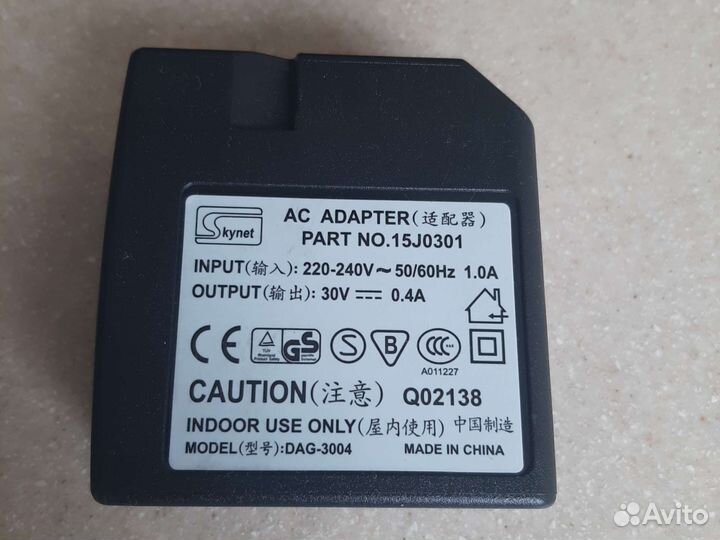 Skynet
AC ADAPTER(适配器)
PART NO.15J0301
INPUT(输入): 220-240V~50/60Hz 1.0A
OUTPUT(输出): 30V ⎓ 0.4A
CE TÜV GS S B CCC
A011227
CAUTION(注意) Q02138
INDOOR USE ONLY(屋内使用) 中国制造
MODEL(型号):DAG-3004 MADE IN CHINA
Avito